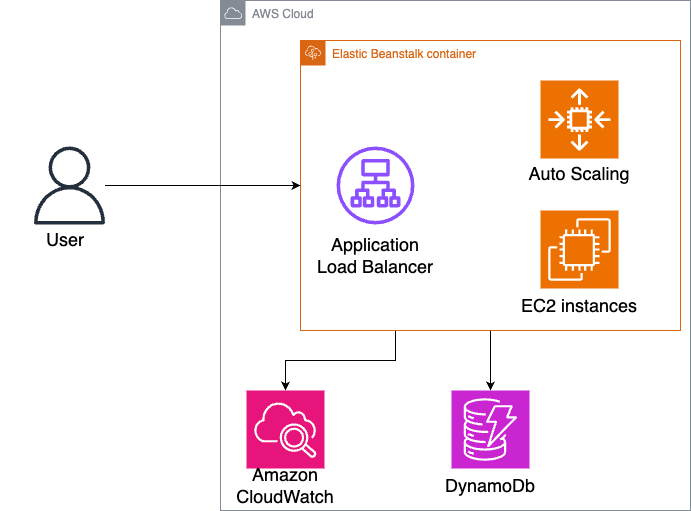 AWS Cloud
Elastic Beanstalk container
Auto Scaling
User
Application
Load Balancer
EC2 instances
Amazon
CloudWatch
DynamoDb